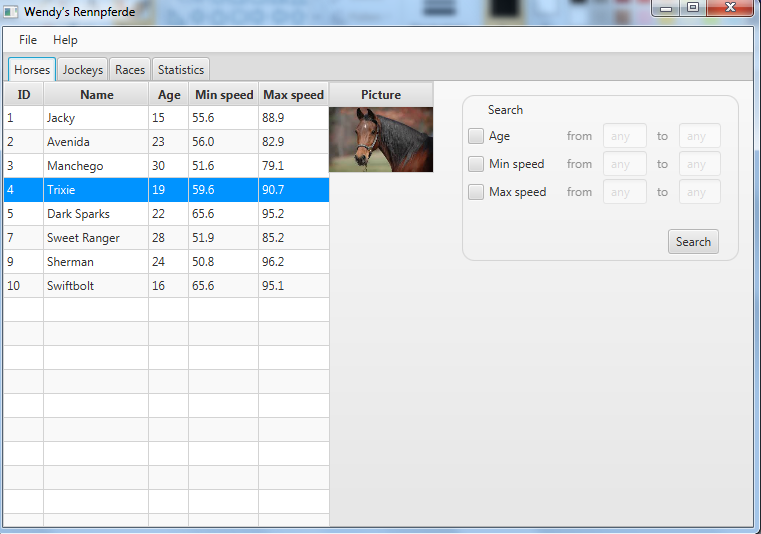 Wendy's Rennpferde
File Help
Horses Jockeys Races Statistics
ID Name Age Min speed Max speed Picture
1 Jacky 15 55.6 88.9
2 Avenida 23 56.0 82.9
3 Manchego 30 51.6 79.1
4 Trixie 19 59.6 90.7
5 Dark Sparks 22 65.6 95.2
7 Sweet Ranger 28 51.9 85.2
9 Sherman 24 50.8 96.2
10 Swiftbolt 16 65.6 95.1
Search
Age from any to any
Min speed from any to any
Max speed from any to any
Search